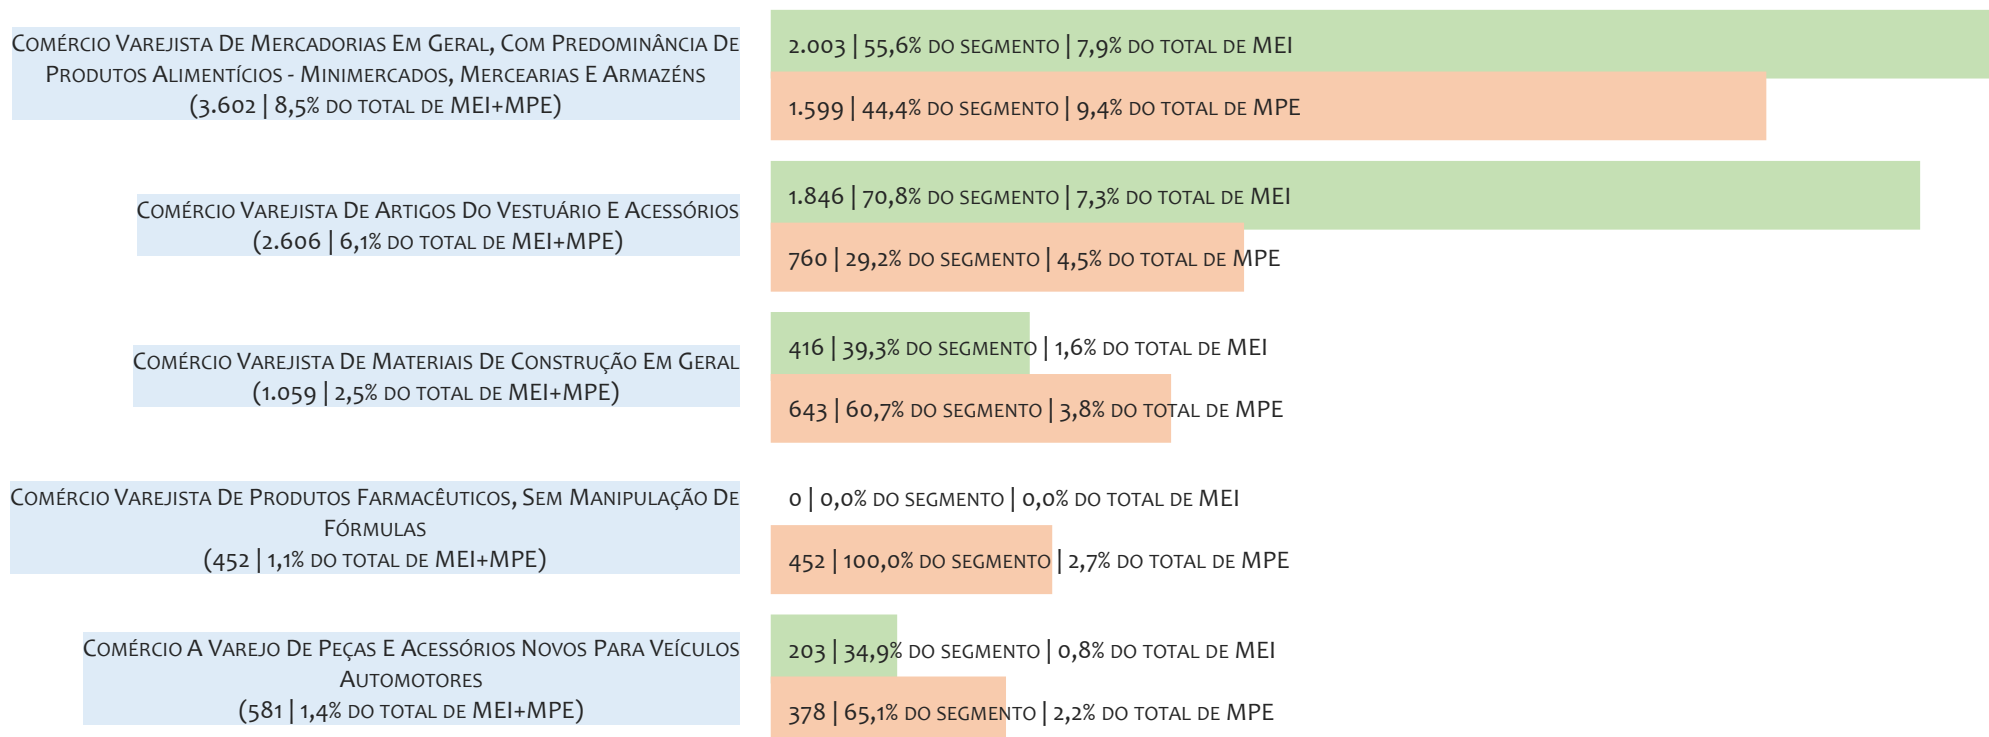 Comércio Varejista De Mercadorias Em Geral, Com Predominância De
Produtos Alimentícios - Minimercados, Mercearias E Armazéns
(3.602 | 8,5% do total de MEI+MPE)
2.003 | 55,6% do segmento | 7,9% do total de MEI
1.599 | 44,4% do segmento | 9,4% do total de MPE
Comércio Varejista De Artigos Do Vestuário E Acessórios
(2.606 | 6,1% do total de MEI+MPE)
1.846 | 70,8% do segmento | 7,3% do total de MEI
760 | 29,2% do segmento | 4,5% do total de MPE
Comércio Varejista De Materiais De Construção Em Geral
(1.059 | 2,5% do total de MEI+MPE)
416 | 39,3% do segmento | 1,6% do total de MEI
643 | 60,7% do segmento | 3,8% do total de MPE
Comércio Varejista De Produtos Farmacêuticos, Sem Manipulação De
Fórmulas
(452 | 1,1% do total de MEI+MPE)
0 | 0,0% do segmento | 0,0% do total de MEI
452 | 100,0% do segmento | 2,7% do total de MPE
Comércio A Varejo De Peças E Acessórios Novos Para Veículos
Automotores
(581 | 1,4% do total de MEI+MPE)
203 | 34,9% do segmento | 0,8% do total de MEI
378 | 65,1% do segmento | 2,2% do total de MPE